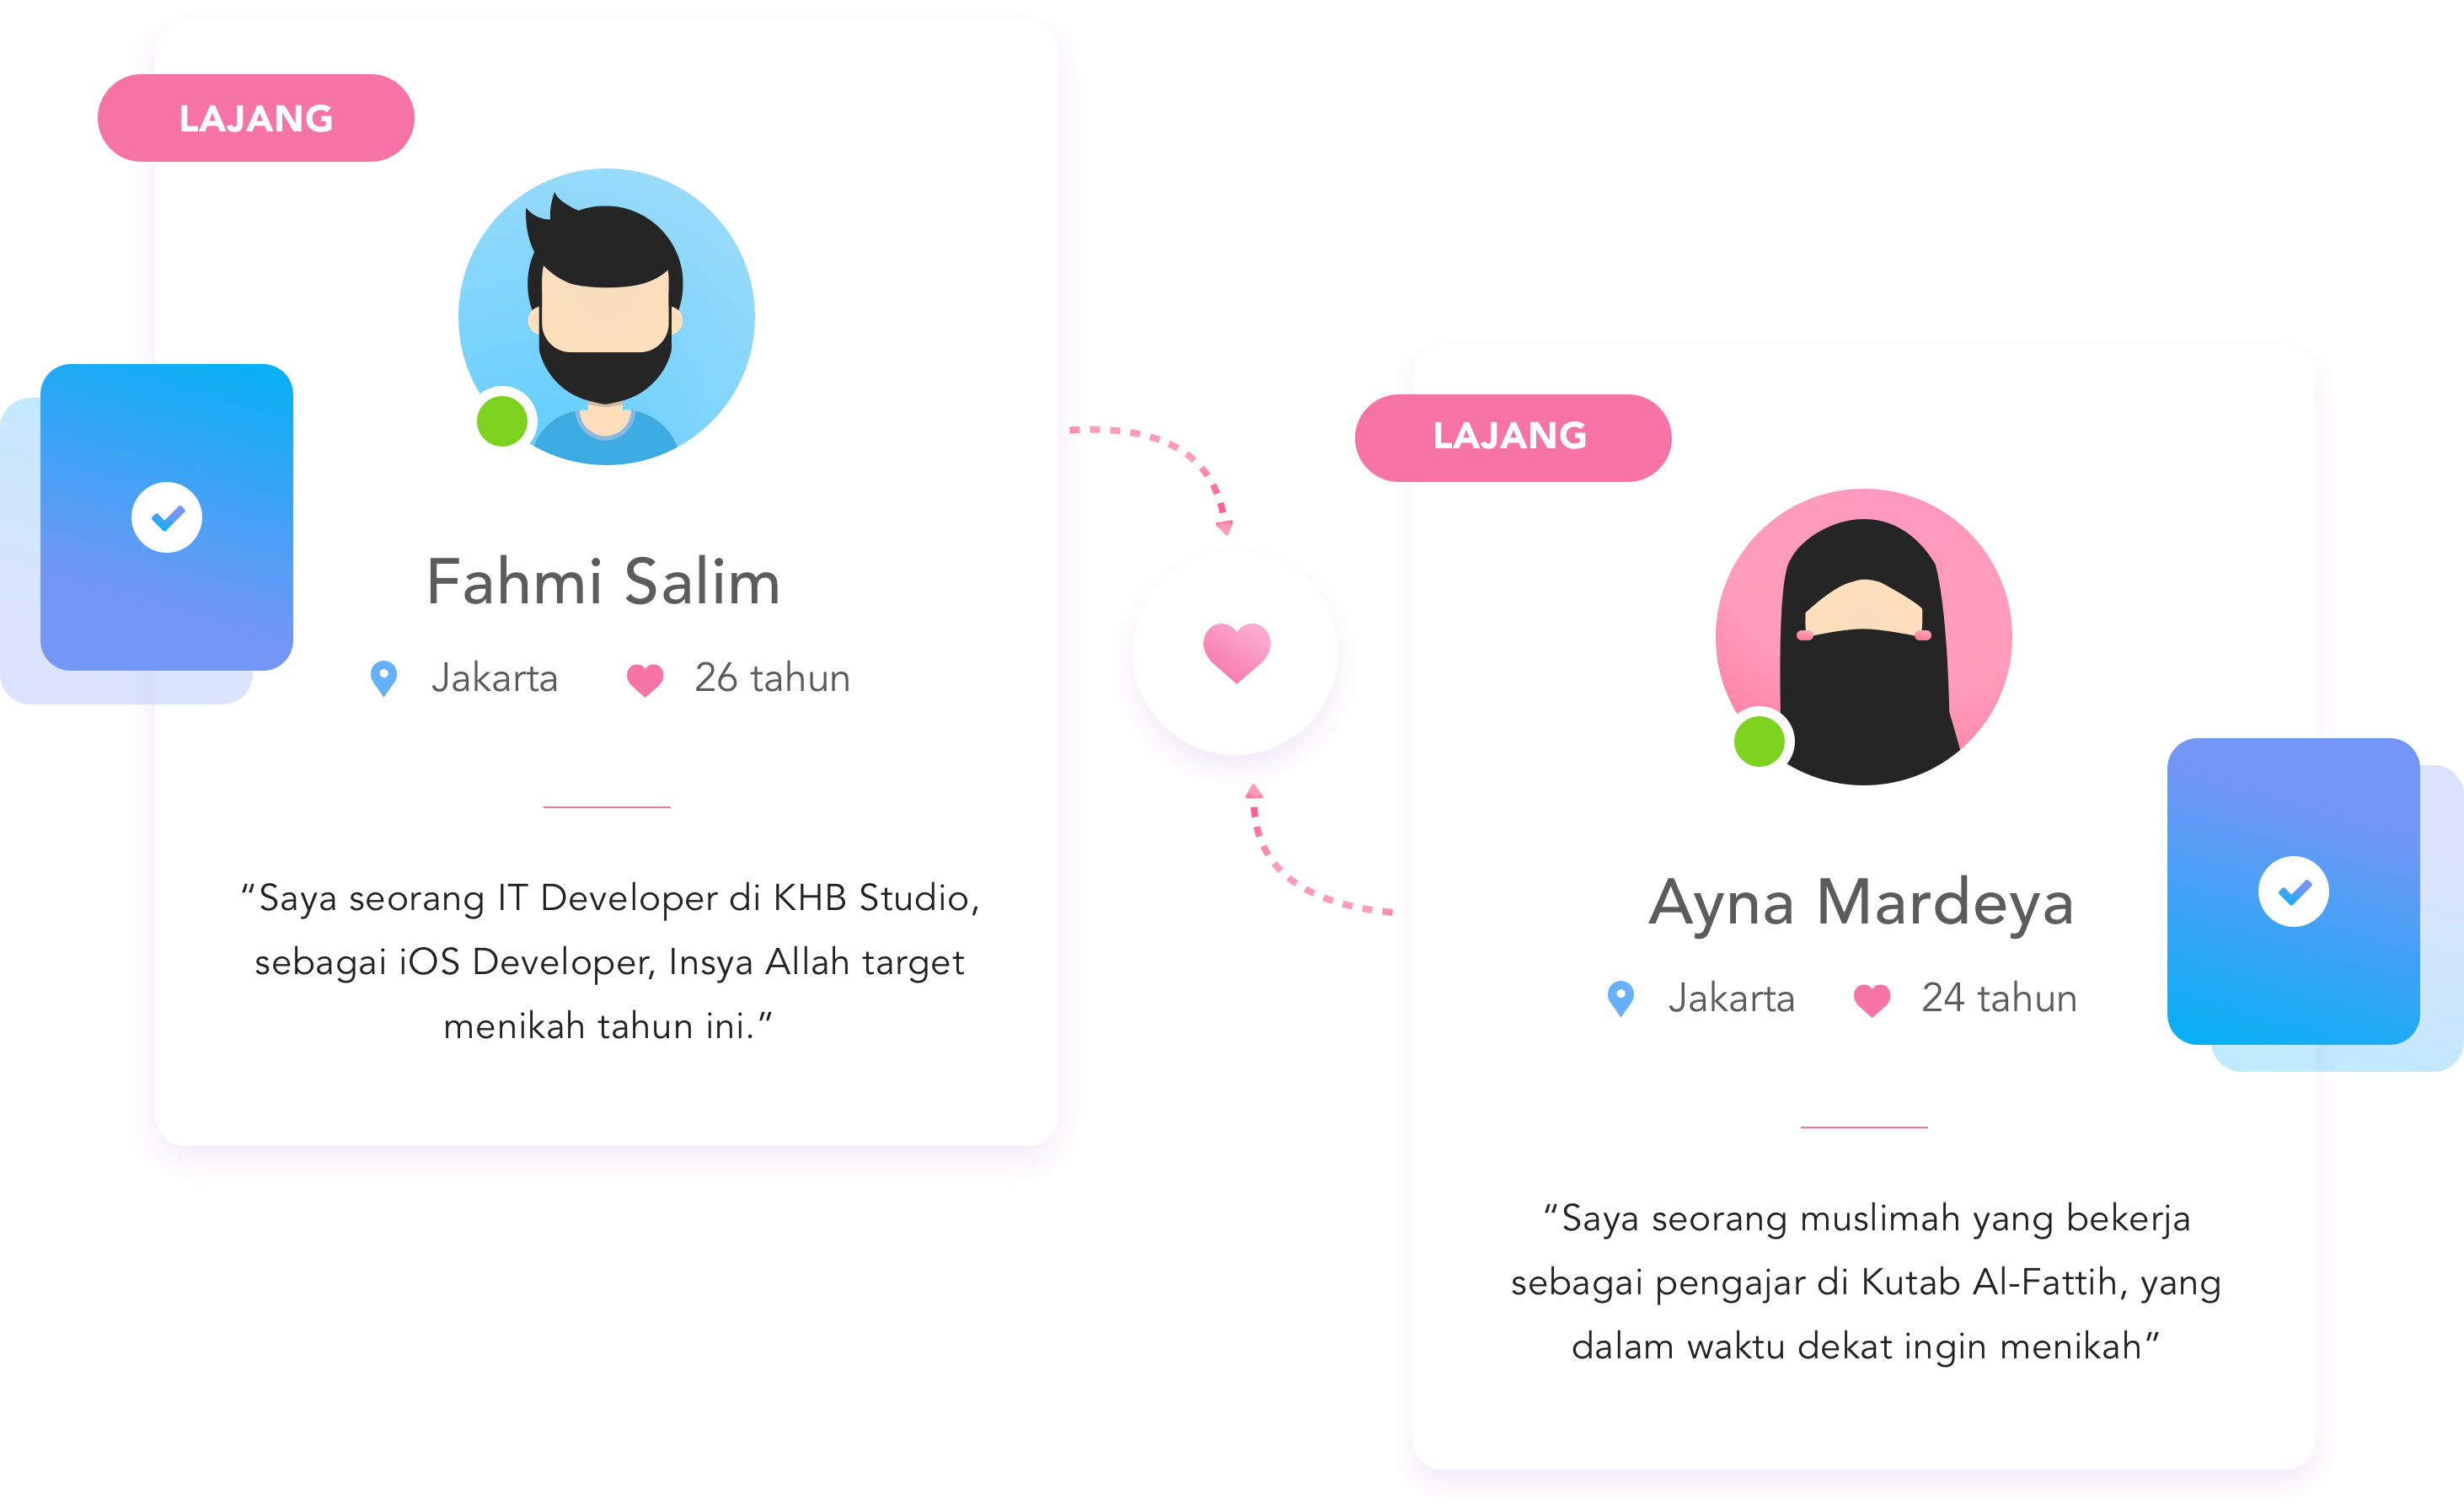 LAJANG
Fahmi Salim
Jakarta 26 tahun
“Saya seorang IT Developer di KHB Studio,
sebagai iOS Developer, Insya Allah target
menikah tahun ini.”
LAJANG
Ayna Mardeya
Jakarta 24 tahun
“Saya seorang muslimah yang bekerja
sebagai pengajar di Kutab Al-Fattih, yang
dalam waktu dekat ingin menikah“